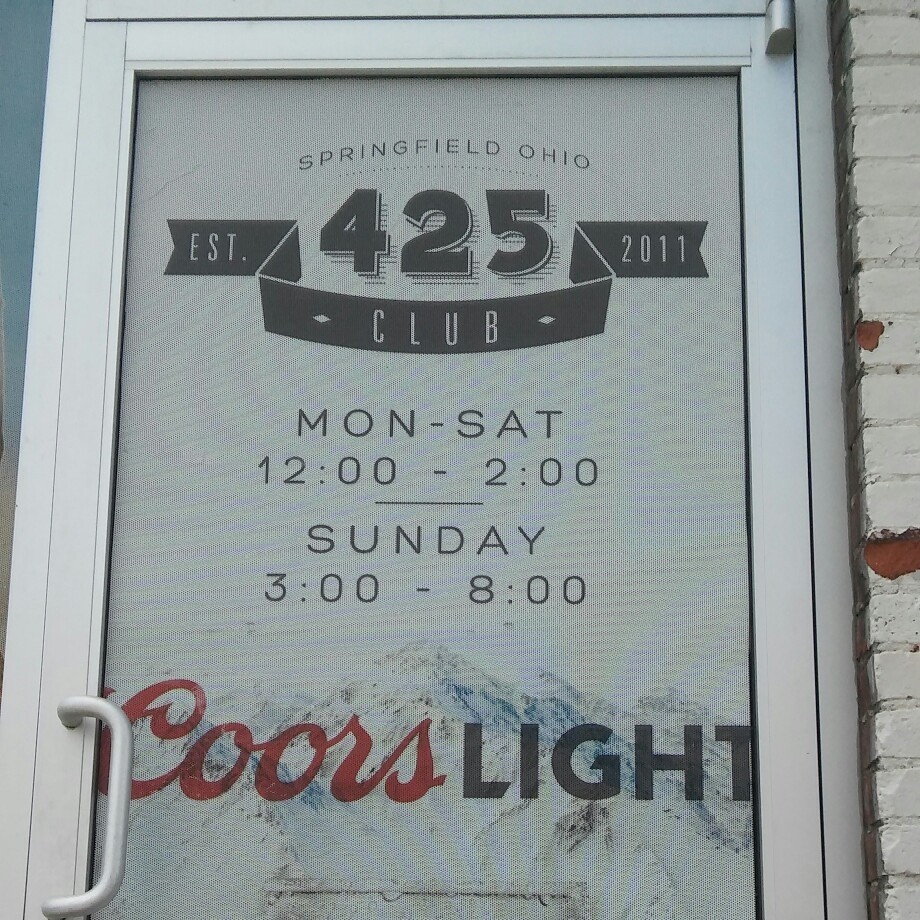 SPRINGFIELD OHIO
EST. 425 2011
CLUB
MON-SAT
12:00 - 2:00
SUNDAY
3:00 - 8:00
Coors LIGHT